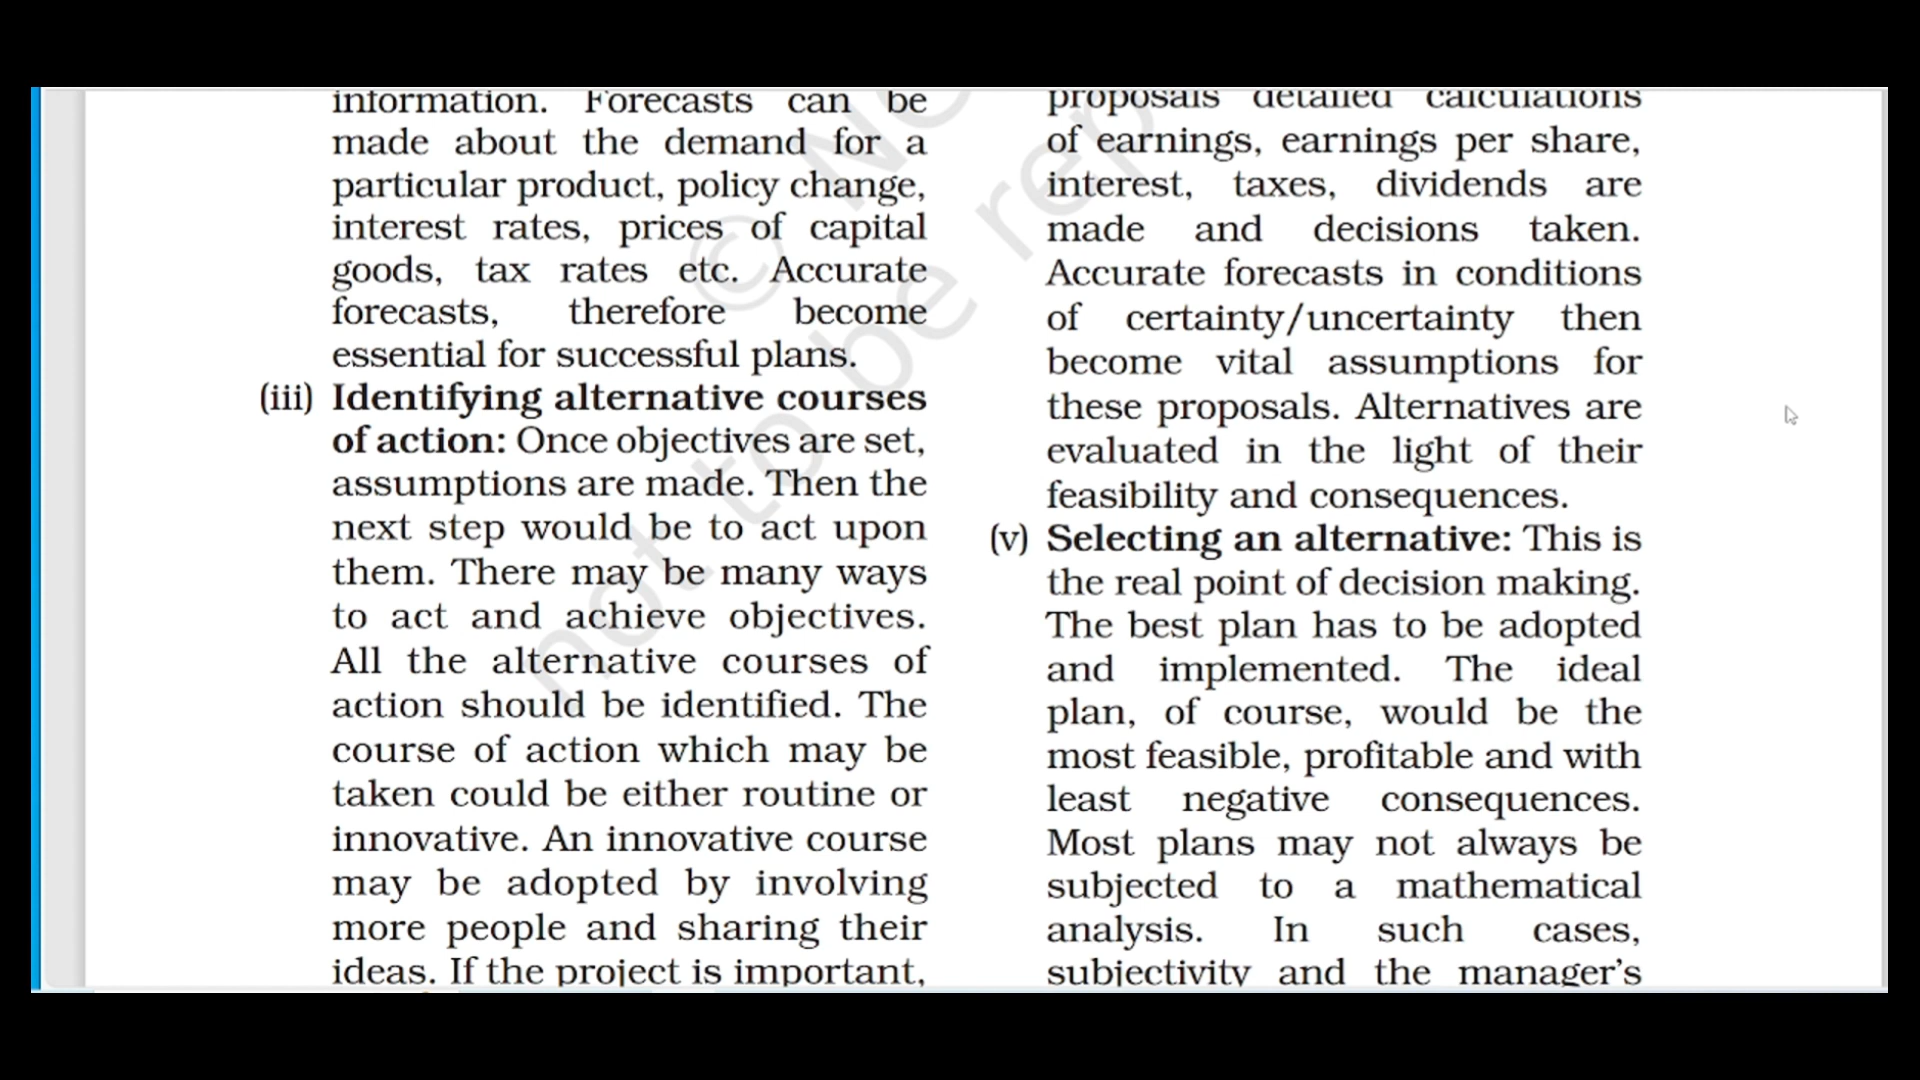 information. Forecasts can be
made about the demand for a
particular product, policy change,
interest rates, prices of capital
goods, tax rates etc. Accurate
forecasts, therefore become
essential for successful plans.
(iii) Identifying alternative courses
of action: Once objectives are set,
assumptions are made. Then the
next step would be to act upon
them. There may be many ways
to act and achieve objectives.
All the alternative courses of
action should be identified. The
course of action which may be
taken could be either routine or
innovative. An innovative course
may be adopted by involving
more people and sharing their
ideas. If the project is important,
proposals detailed calculations
of earnings, earnings per share,
interest, taxes, dividends are
made and decisions taken.
Accurate forecasts in conditions
of certainty/uncertainty then
become vital assumptions for
these proposals. Alternatives are
evaluated in the light of their
feasibility and consequences.
(v) Selecting an alternative: This is
the real point of decision making.
The best plan has to be adopted
and implemented. The ideal
plan, of course, would be the
most feasible, profitable and with
least negative consequences.
Most plans may not always be
subjected to a mathematical
analysis. In such cases,
subjectivity and the manager's
not to be rep